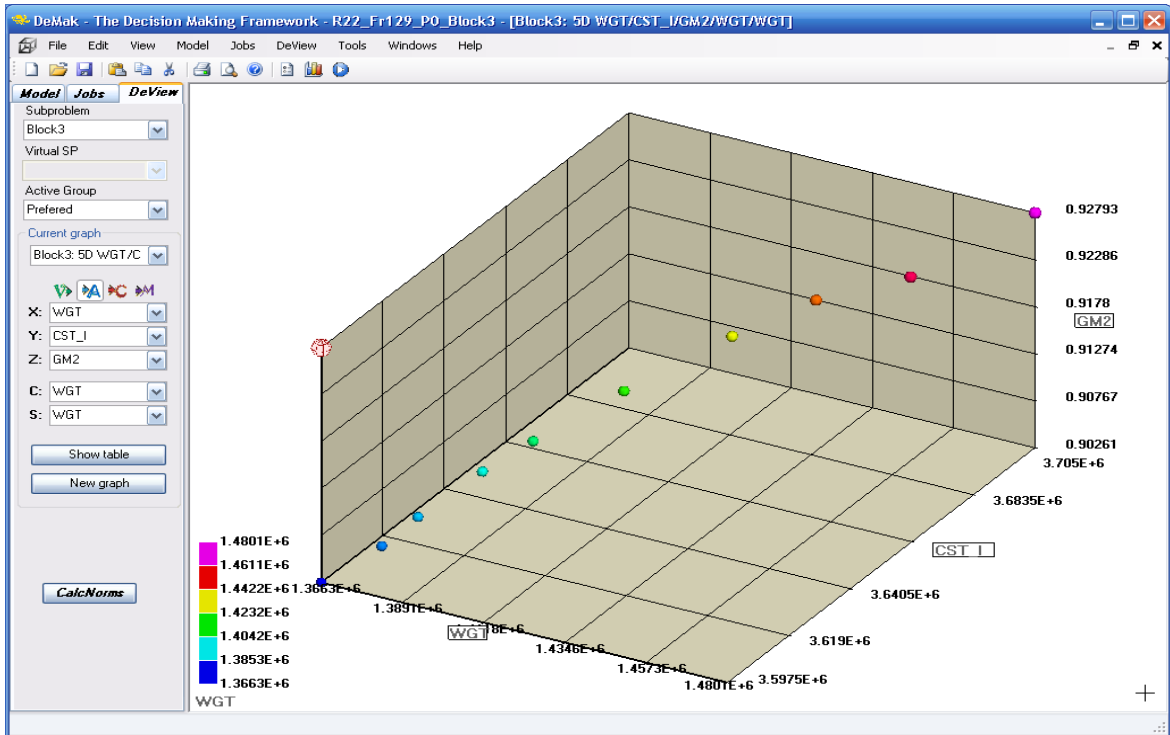 DeMak - The Decision Making Framework - R22_Fr129_P0_Block3 - [Block3: 5D WGT/CST_I/GM2/WGT/WGT]
File Edit View Model Jobs DeView Tools Windows Help
Model Jobs DeView
Subproblem
Block3
Virtual SP
Active Group
Prefered
Current graph
Block3: 5D WGT/C
V A C M
X: WGT
Y: CST_I
Z: GM2
C: WGT
S: WGT
Show table
New graph
CalcNorms
0.92793
0.92286
0.9178
GM2
0.91274
0.90767
0.90261
3.705E+6
3.6835E+6
CST_I
3.6405E+6
3.619E+6
3.5975E+6
1.3663E+6
1.3891E+6
WGT
18E+6
1.4346E+6
1.4573E+6
1.4801E+6
1.4801E+6
1.4611E+6
1.4422E+6
1.4232E+6
1.4042E+6
1.3853E+6
1.3663E+6
WGT